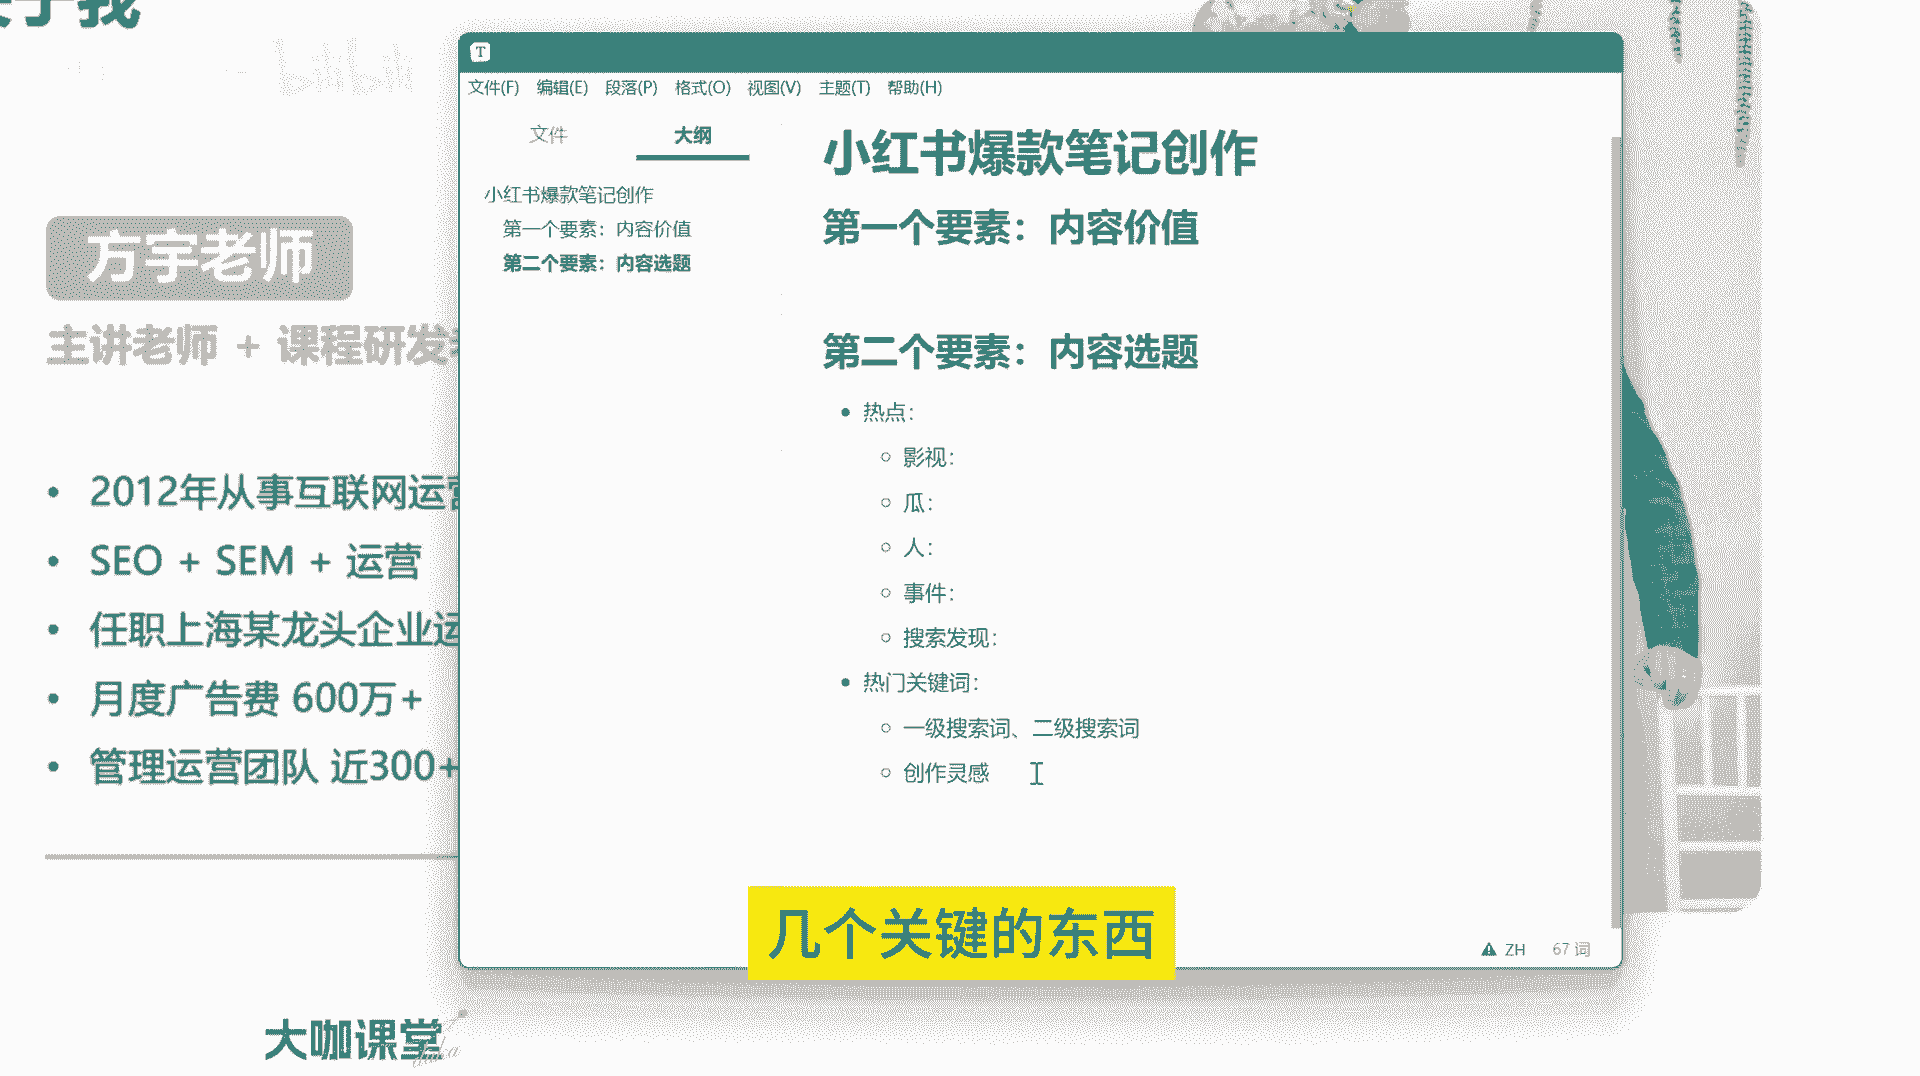 关于我
bilibili
方宇老师
主讲老师 + 课程研发
2012年从事互联网运营
SEO + SEM + 运营
任职上海某龙头企业运
月度广告费 600万+
管理运营团队 近300+
大咖课堂
daka
T
文件(F) 编辑(E) 段落(P) 格式(O) 视图(V) 主题(T) 帮助(H)
文件 大纲
小红书爆款笔记创作
第一个要素：内容价值
第二个要素：内容选题
小红书爆款笔记创作
第一个要素：内容价值
第二个要素：内容选题
热点：
影视：
瓜：
人：
事件：
搜索发现：
热门关键词：
一级搜索词、二级搜索词
创作灵感
ZH 67 词
几个关键的东西